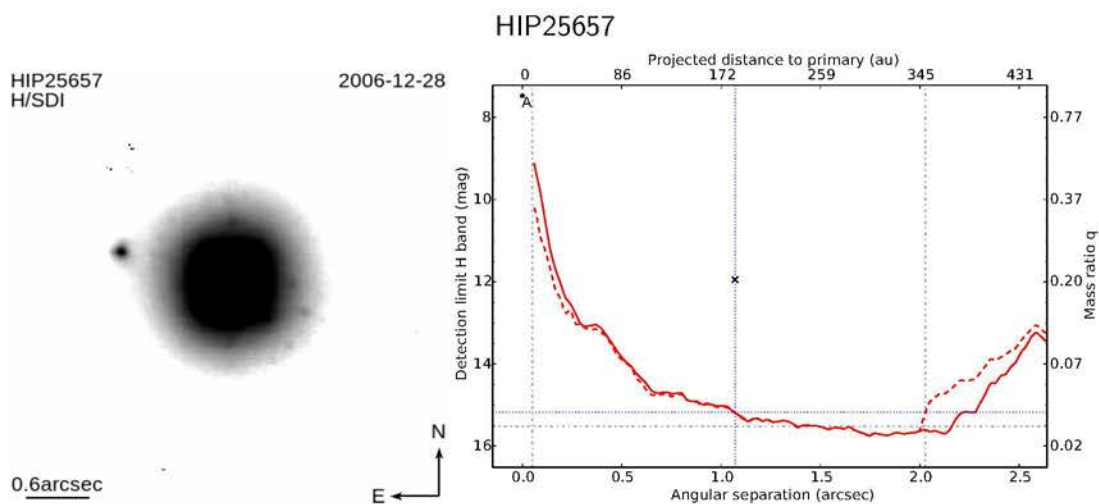 HIP25657
HIP25657
H/SDI
2006-12-28
N
E
0.6arcsec
Projected distance to primary (au)
0 86 172 259 345 431
A
Detection limit H band (mag)
8
10
12
14
16
Mass ratio q
0.77
0.37
0.20
0.07
0.02
0.0 0.5 1.0 1.5 2.0 2.5
Angular separation (arcsec)